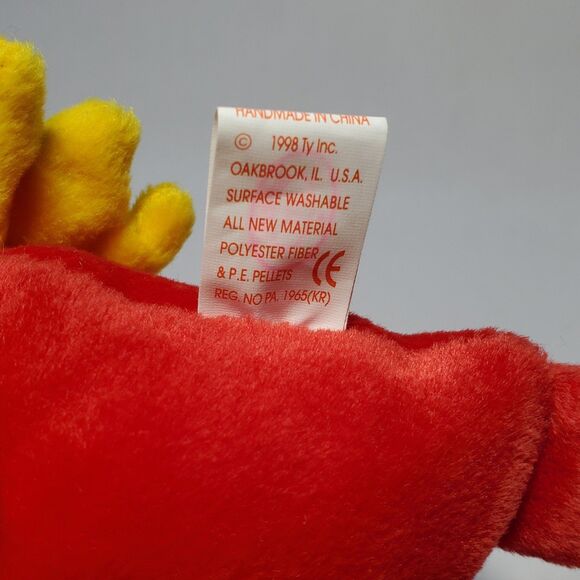 HANDMADE IN CHINA
© 1998 Ty Inc.
OAKBROOK, IL. U.S.A.
SURFACE WASHABLE
ALL NEW MATERIAL
POLYESTER FIBER
& P.E. PELLETS CE
REG. NO PA. 1965(KR)